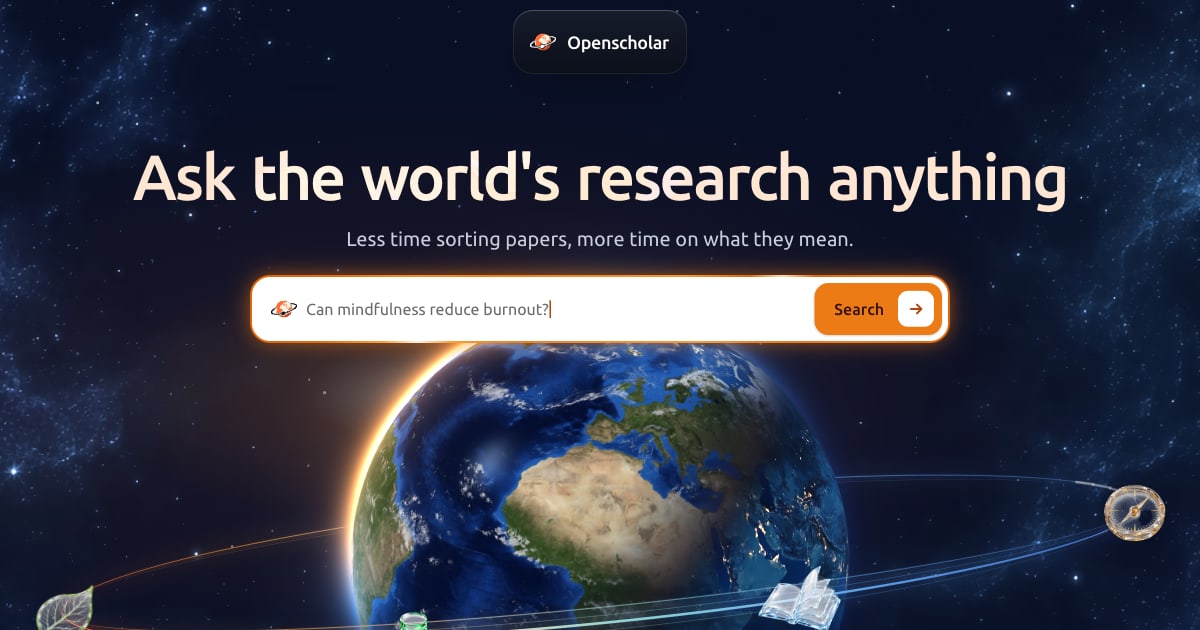 Openscholar
Ask the world's research anything
Less time sorting papers, more time on what they mean.
Can mindfulness reduce burnout?
Search